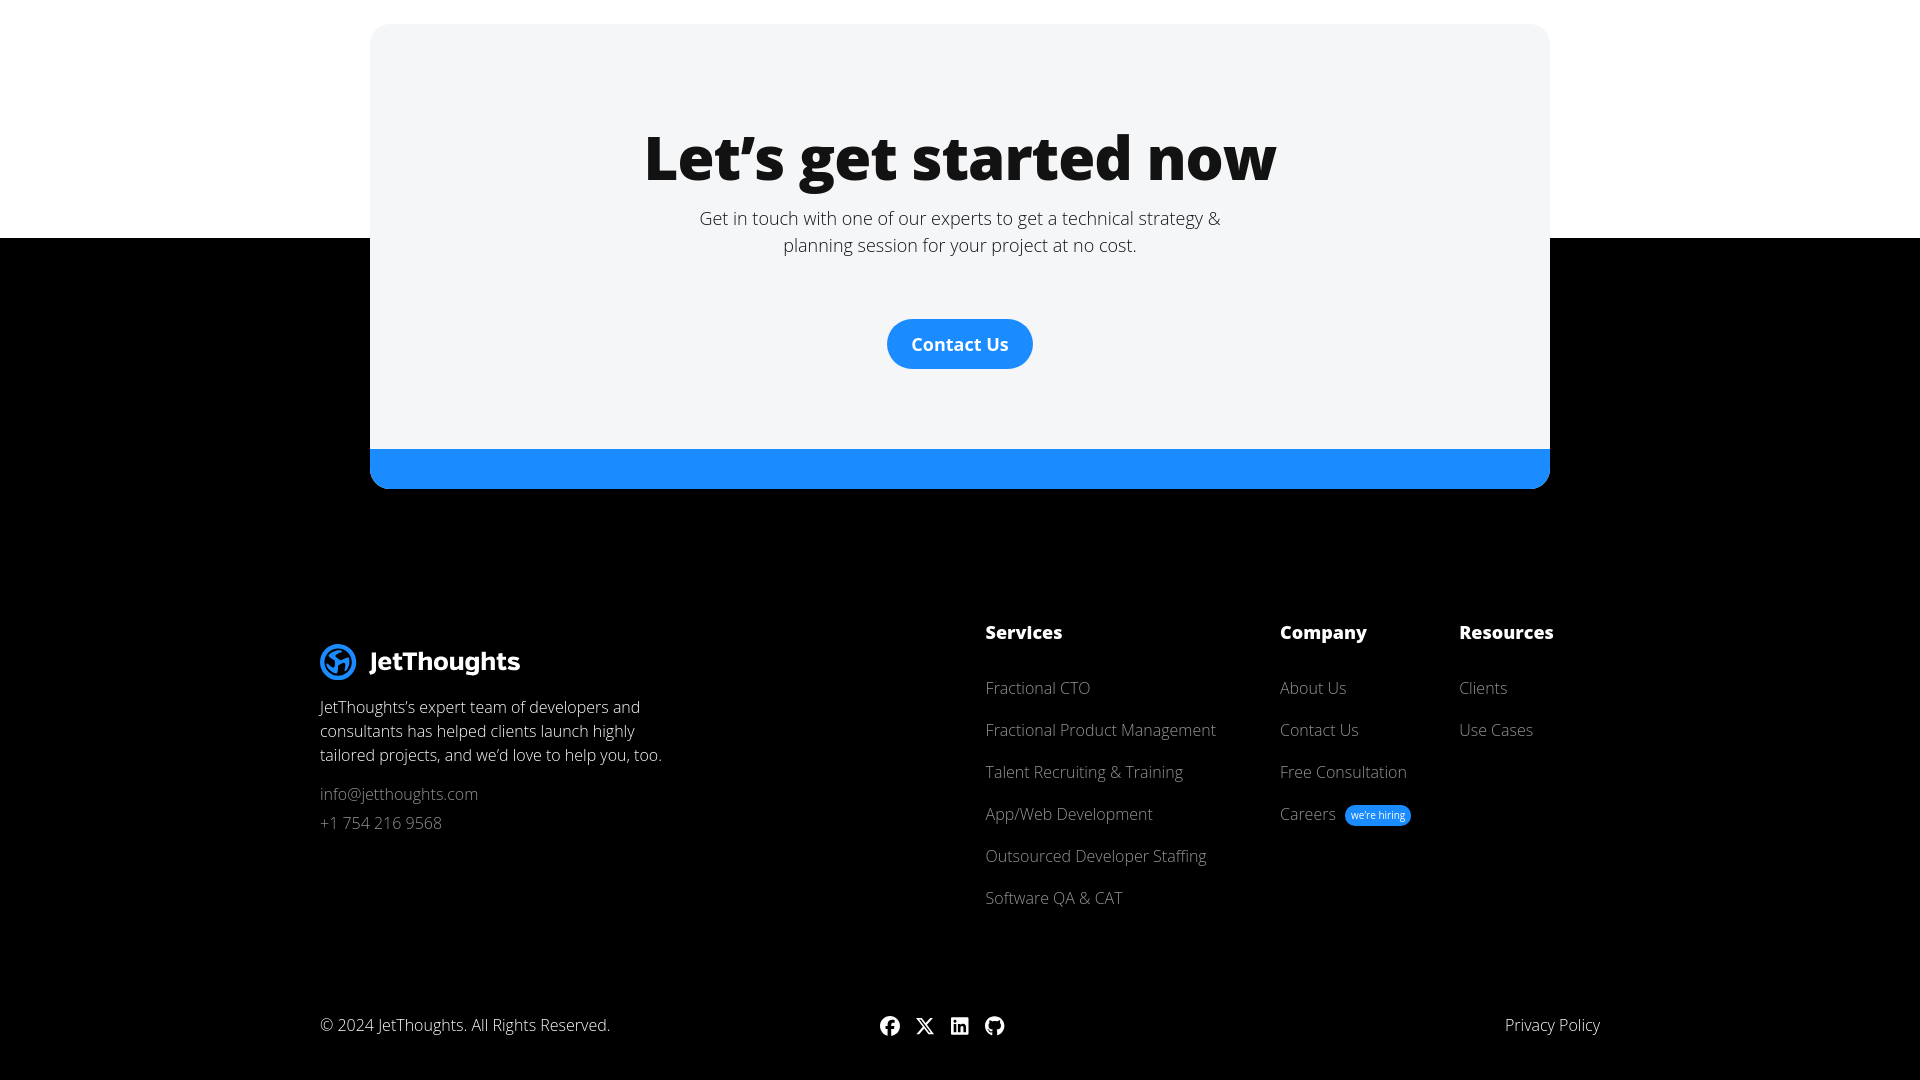 Let’s get started now
Get in touch with one of our experts to get a technical strategy &
planning session for your project at no cost.
Contact Us
JetThoughts
JetThoughts’s expert team of developers and
consultants has helped clients launch highly
tailored projects, and we’d love to help you, too.
info@jetthoughts.com
+1 754 216 9568
Services
Fractional CTO
Fractional Product Management
Talent Recruiting & Training
App/Web Development
Outsourced Developer Staffing
Software QA & CAT
Company
About Us
Contact Us
Free Consultation
Careers we’re hiring
Resources
Clients
Use Cases
© 2024 JetThoughts. All Rights Reserved.
Privacy Policy